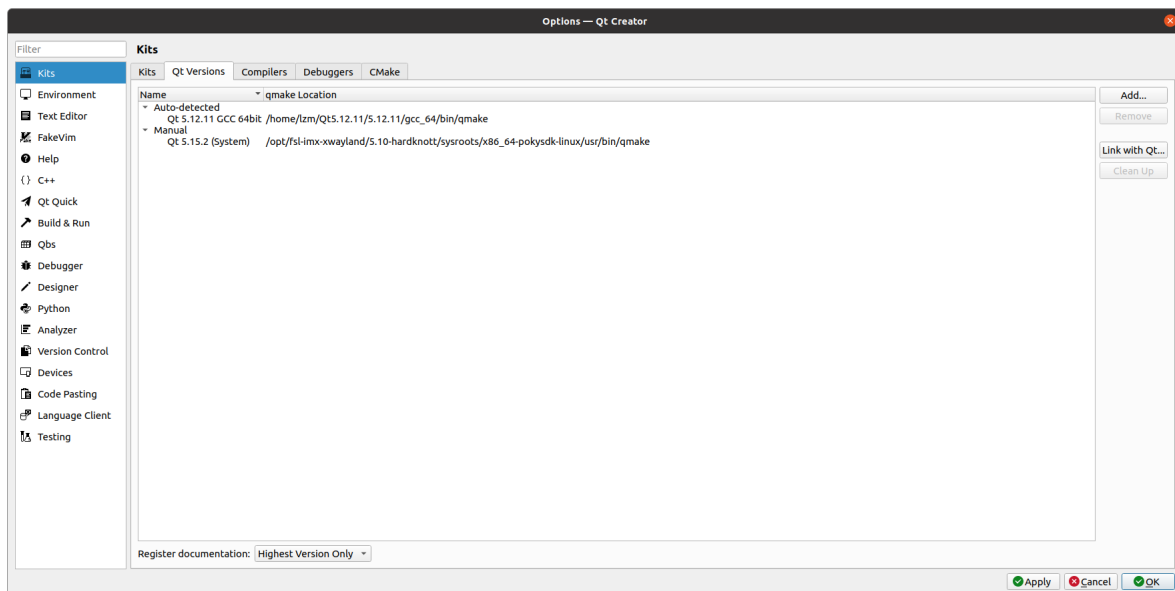 Options — Qt Creator
Filter
Kits
Kits
Environment
Text Editor
FakeVim
Help
{} C++
Qt Quick
Build & Run
Qbs
Debugger
Designer
Python
Analyzer
Version Control
Devices
Code Pasting
Language Client
Testing
Kits Qt Versions Compilers Debuggers CMake
Name qmake Location
Auto-detected
Qt 5.12.11 GCC 64bit /home/lzm/Qt5.12.11/5.12.11/gcc_64/bin/qmake
Manual
Qt 5.15.2 (System) /opt/fsl-imx-xwayland/5.10-hardknott/sysroots/x86_64-pokysdk-linux/usr/bin/qmake
Add...
Remove
Link with Qt...
Clean Up
Register documentation: Highest Version Only
Apply Cancel OK